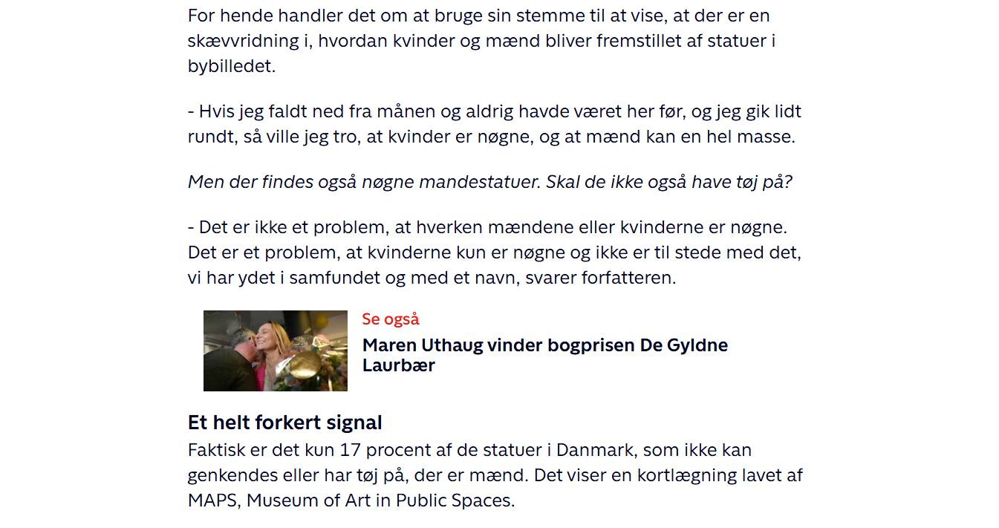 For hende handler det om at bruge sin stemme til at vise, at der er en
skævvridning i, hvordan kvinder og mænd bliver fremstillet af statuer i
bybilledet.
- Hvis jeg faldt ned fra månen og aldrig havde været her før, og jeg gik lidt
rundt, så ville jeg tro, at kvinder er nøgne, og at mænd kan en hel masse.
Men der findes også nøgne mandestatuer. Skal de ikke også have tøj på?
- Det er ikke et problem, at hverken mændene eller kvinderne er nøgne.
Det er et problem, at kvinderne kun er nøgne og ikke er til stede med det,
vi har ydet i samfundet og med et navn, svarer forfatteren.
Se også
Maren Uthaug vinder bogprisen De Gyldne
Laurbær
Et helt forkert signal
Faktisk er det kun 17 procent af de statuer i Danmark, som ikke kan
genkendes eller har tøj på, der er mænd. Det viser en kortlægning lavet af
MAPS, Museum of Art in Public Spaces.